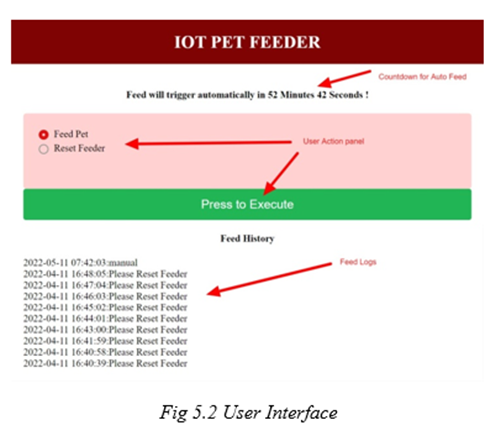 IOT PET FEEDER
Countdown for Auto Feed
Feed will trigger automatically in 52 Minutes 42 Seconds !
Feed Pet
User Action panel
Reset Feeder
Press to Execute
Feed History
Feed Logs
2022-05-11 07:42:03:manual
2022-04-11 16:48:05:Please Reset Feeder
2022-04-11 16:47:04:Please Reset Feeder
2022-04-11 16:46:03:Please Reset Feeder
2022-04-11 16:45:02:Please Reset Feeder
2022-04-11 16:44:01:Please Reset Feeder
2022-04-11 16:43:00:Please Reset Feeder
2022-04-11 16:41:59:Please Reset Feeder
2022-04-11 16:40:58:Please Reset Feeder
2022-04-11 16:40:39:Please Reset Feeder
Fig 5.2 User Interface